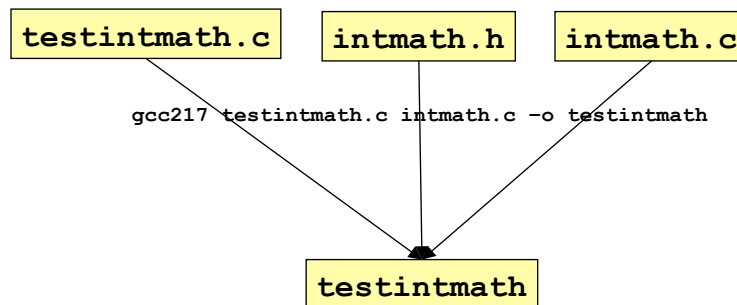 testintmath.c intmath.h intmath.c
gcc217 testintmath.c intmath.c –o testintmath
testintmath